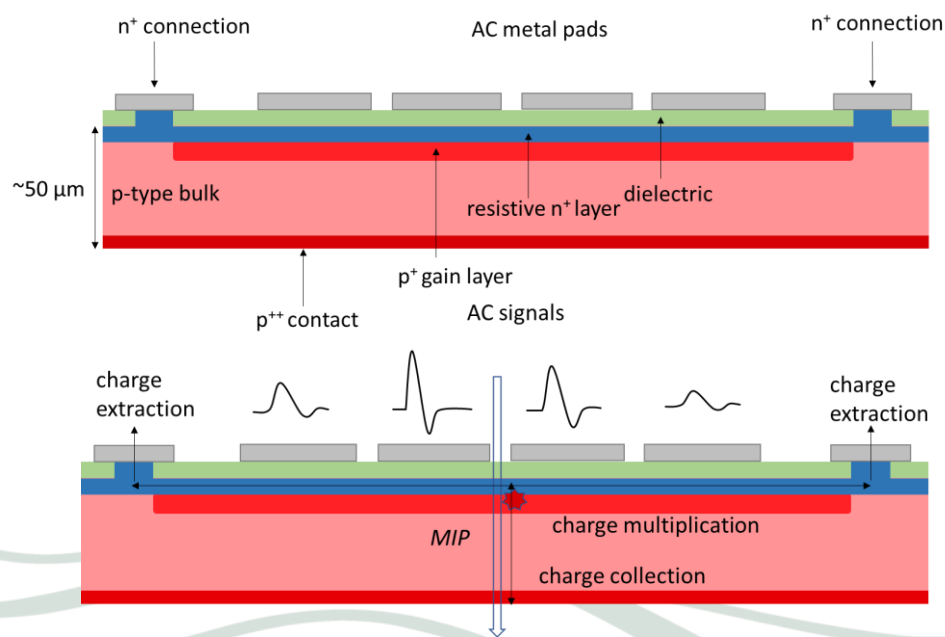 n+ connection
AC metal pads
n+ connection
~50 µm
p-type bulk
resistive n+ layer
dielectric
p+ gain layer
p++ contact
AC signals
charge
extraction
charge
extraction
MIP
charge multiplication
charge collection